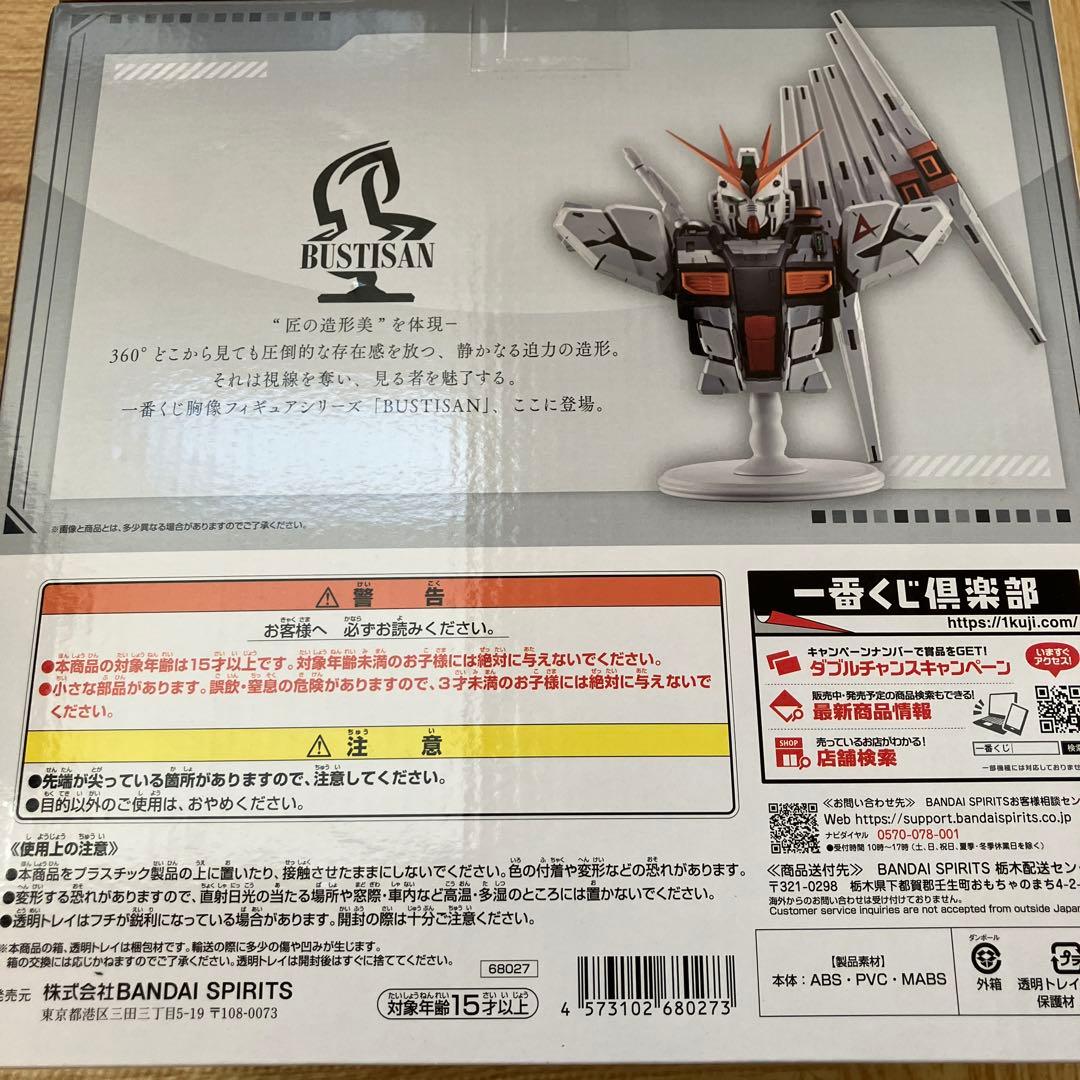 BUSTISAN
“匠の造形美”を体現−
360°どこから見ても圧倒的な存在感を放つ、静かなる迫力の造形。
それは視線を奪い、見る者を魅了する。
一番くじ胸像フィギュアシリーズ「BUSTISAN」、ここに登場。
※画像と商品とは、多少異なる場合がありますのでご了承ください。
⚠警告
お客様へ 必ずお読みください。
●本商品の対象年齢は15才以上です。対象年齢未満のお子様には絶対に与えないでください。
●小さな部品があります。誤飲・窒息の危険がありますので、3才未満のお子様には絶対に与えないで
ください。
⚠注意
●先端が尖っている箇所がありますので、注意してください。
●目的以外のご使用は、おやめください。
《使用上の注意》
●本商品をプラスチック製品の上に置いたり、接触させたままにしないでください。色の付着や変形などの恐れがあります。
●変形する恐れがありますので、直射日光の当たる場所や窓際・車内など高温・多湿のところには置かないでください。
●透明トレイはフチが鋭利になっている場合があります。開封の際は十分ご注意ください。
※本商品の箱、透明トレイは梱包材です。輸送の際に多少の傷や凹みが生じます。
箱の交換には応じかねますのでご了承ください。透明トレイは開封後はすぐに捨ててください。
68027
発売元 株式会社BANDAI SPIRITS
東京都港区三田三丁目5-19 〒108-0073
対象年齢15才以上
4 573102 680273
一番くじ倶楽部
https://1kuji.com/
キャンペーンナンバーで賞品をGET!
ダブルチャンスキャンペーン
いますぐ
アクセス!
販売中・発売予定の商品検索もできる!
最新商品情報
SHOP
売っているお店がわかる!
店舗検索
一番くじ 検索
一部機種には対応しておりません。
≪お問い合わせ先≫ BANDAI SPIRITSお客様相談セン
Web https://support.bandaispirits.co.jp
ナビダイヤル 0570-078-001
●受付時間 10時〜17時(土、日、祝日、夏季・冬季休業日を除く)
≪商品送付先≫ BANDAI SPIRITS 栃木配送セン
〒321-0298 栃木県下都賀郡壬生町おもちゃのまち4-2-
海外からのお問い合わせは受け付けておりません。
Customer service inquiries are not accepted from outside Japan
【製品素材】
本体:ABS・PVC・MABS
ダンボール
外箱
プラ
透明トレイ
保護材